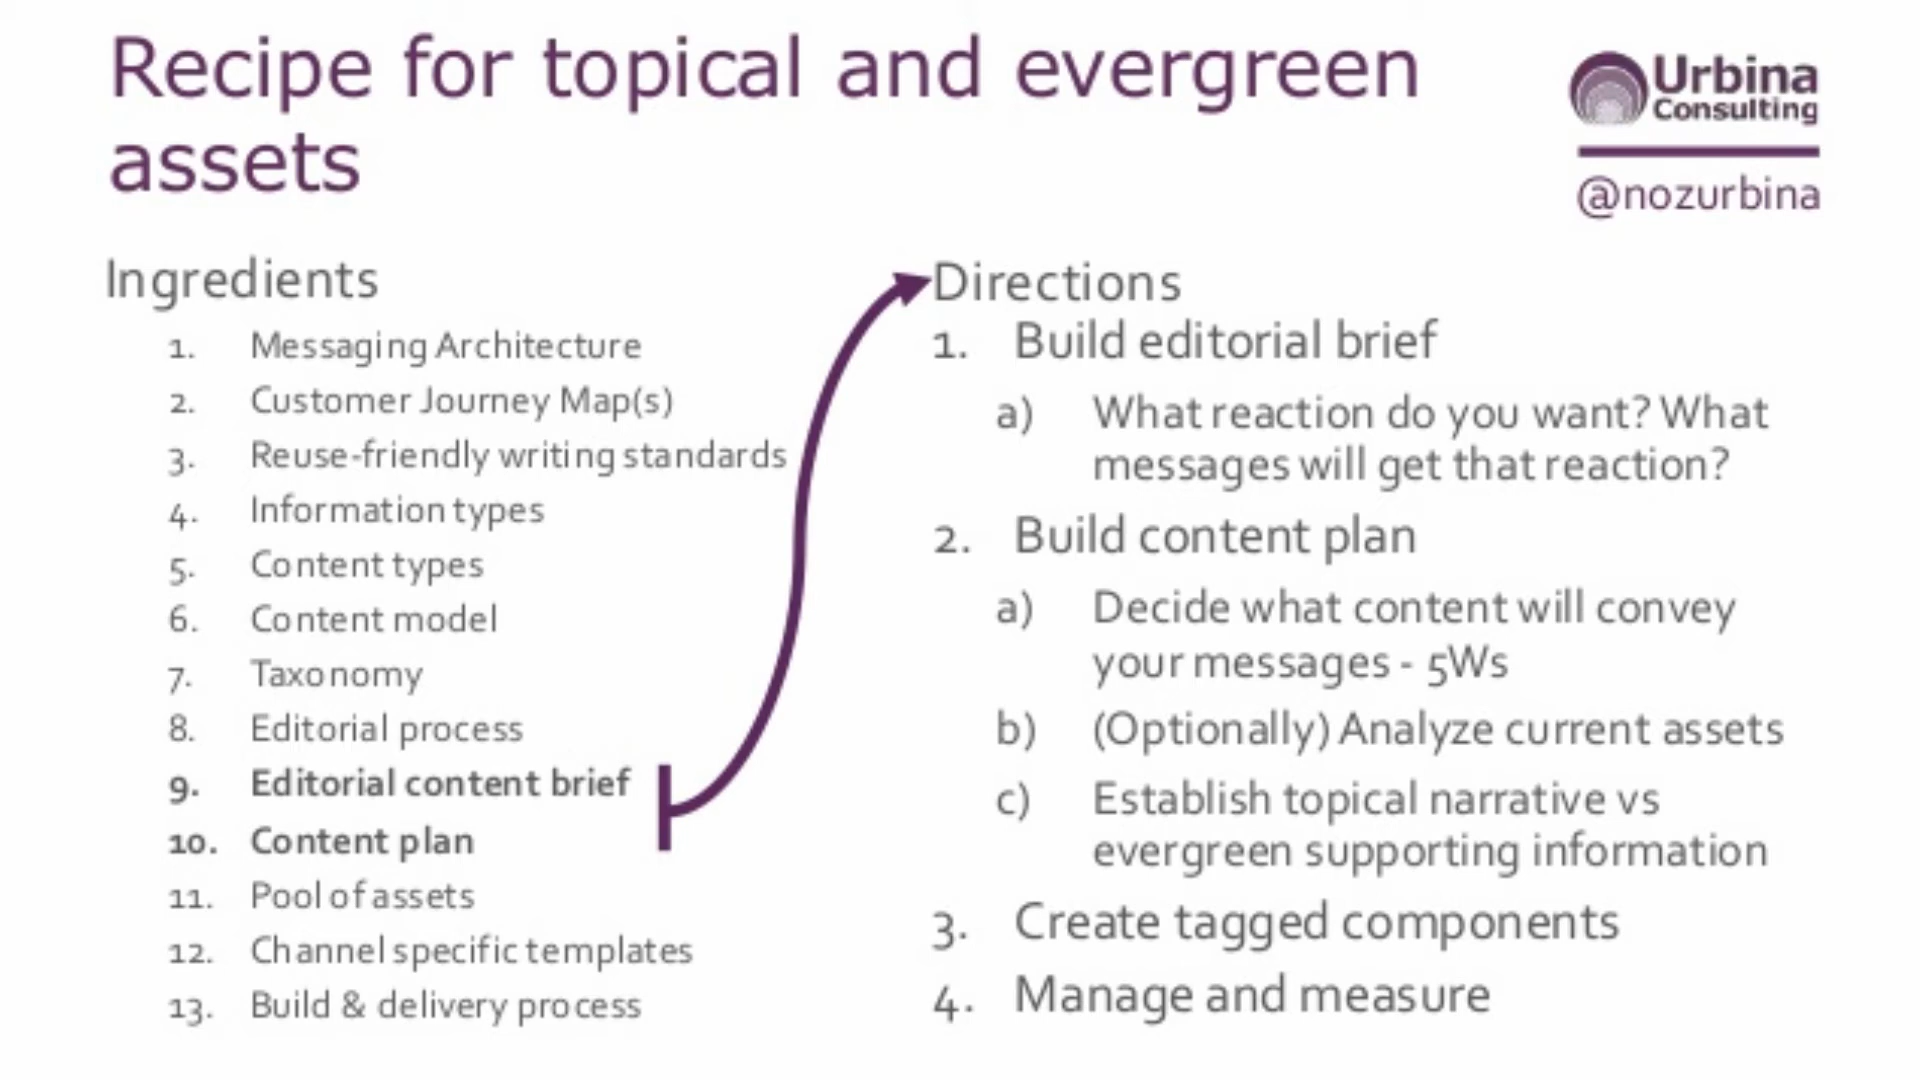 Recipe for topical and evergreen
assets
Urbina
Consulting
@nozurbina
Ingredients
1. Messaging Architecture
2. Customer Journey Map(s)
3. Reuse-friendly writing standards
4. Information types
5. Content types
6. Content model
7. Taxonomy
8. Editorial process
9. Editorial content brief
10. Content plan
11. Pool of assets
12. Channel specific templates
13. Build & delivery process
Directions
1. Build editorial brief
a) What reaction do you want? What
messages will get that reaction?
2. Build content plan
a) Decide what content will convey
your messages - 5Ws
b) (Optionally) Analyze current assets
c) Establish topical narrative vs
evergreen supporting information
3. Create tagged components
4. Manage and measure